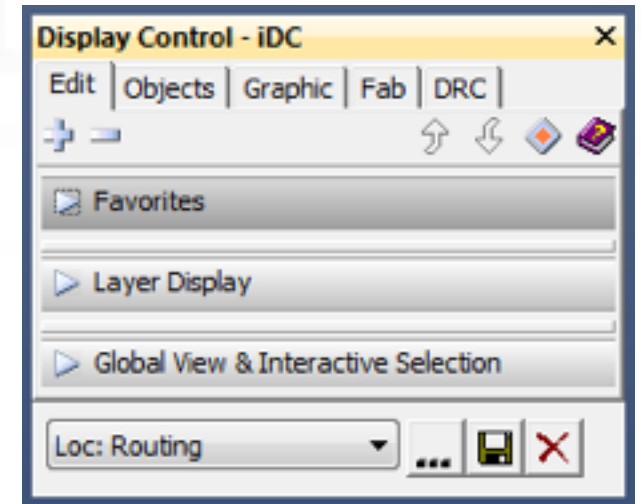 Display Control - iDC
Edit Objects Graphic Fab DRC
Favorites
Layer Display
Global View & Interactive Selection
Loc: Routing
...